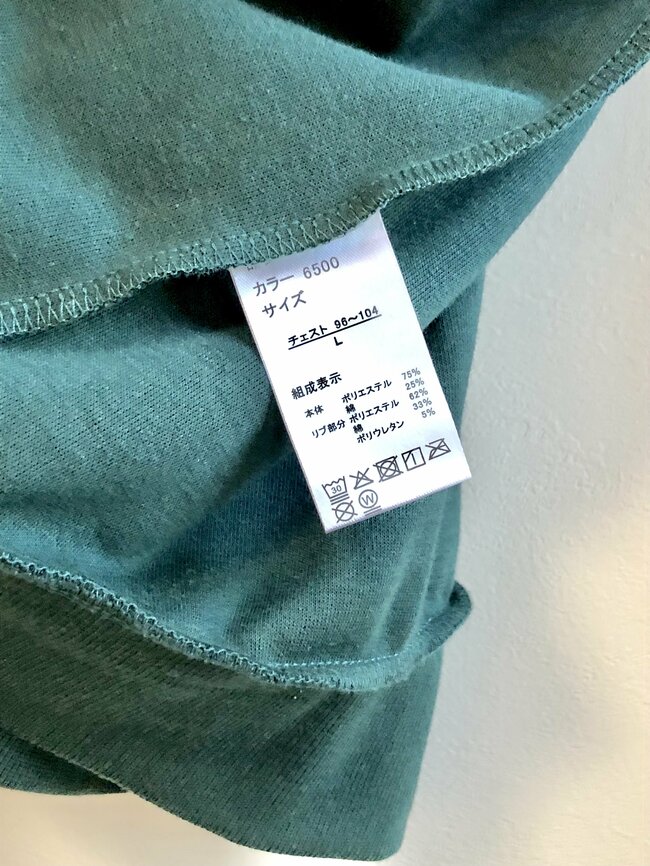 カラー 6500
サイズ
チェスト 96～104
L
組成表示
本体 ポリエステル 75%
綿 25%
リブ部分 ポリエステル 62%
綿 33%
ポリウレタン 5%
30
W